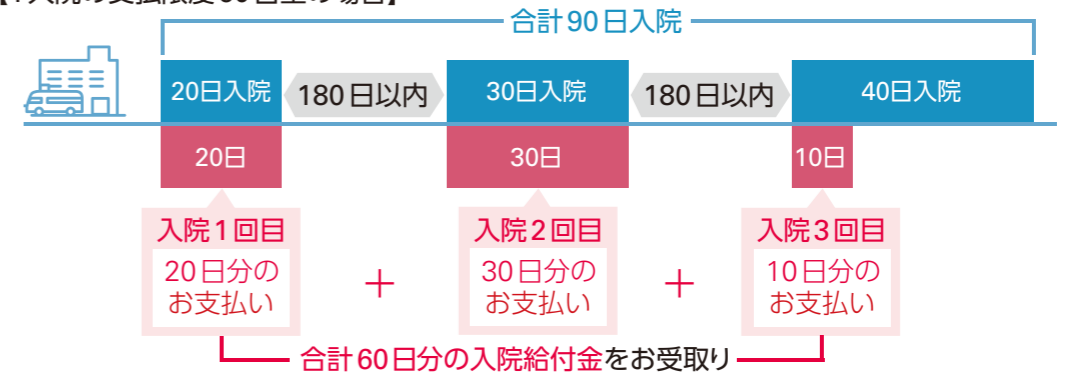 合計90日入院
20日入院
180日以内
30日入院
180日以内
40日入院
20日
30日
10日
入院1回目
20日分の
お支払い
+
入院2回目
30日分の
お支払い
+
入院3回目
10日分の
お支払い
合計60日分の入院給付金をお受取り